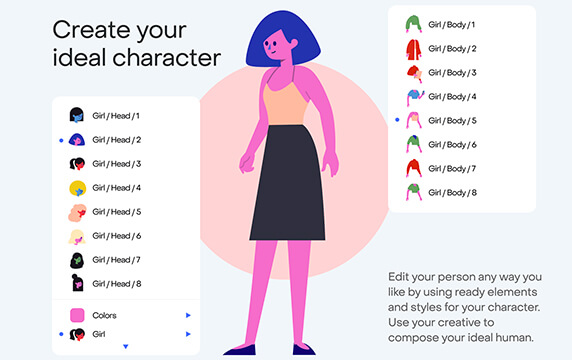 Create your
ideal character
Girl / Head / 1
Girl / Head / 2
Girl / Head / 3
Girl / Head / 4
Girl / Head / 5
Girl / Head / 6
Girl / Head / 7
Girl / Head / 8
Colors
Girl
Girl / Body / 1
Girl / Body / 2
Girl / Body / 3
Girl / Body / 4
Girl / Body / 5
Girl / Body / 6
Girl / Body / 7
Girl / Body / 8
Edit your person any way you
like by using ready elements
and styles for your character.
Use your creative to
compose your ideal human.